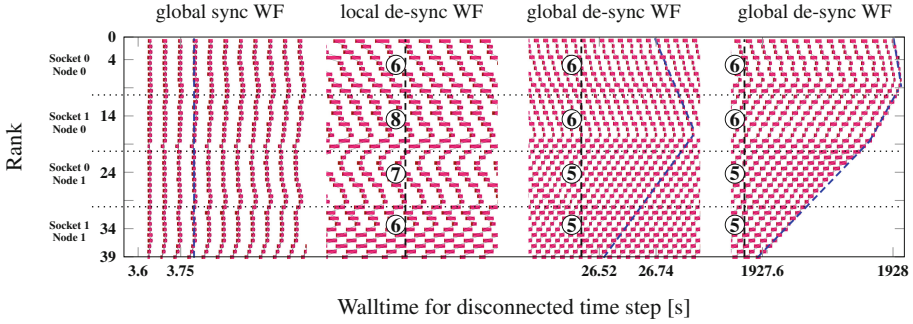 global sync WF local de-sync WF global de-sync WF global de-sync WF
0
Socket 0
Node 0
4
6 6 6 6
Socket 1
Node 0
14
8 6 6
Rank
Socket 0
Node 1
24
7 5 5
Socket 1
Node 1
34
6 5 5
39
3.6 3.75 26.52 26.74 1927.6 1928
Walltime for disconnected time step [s]